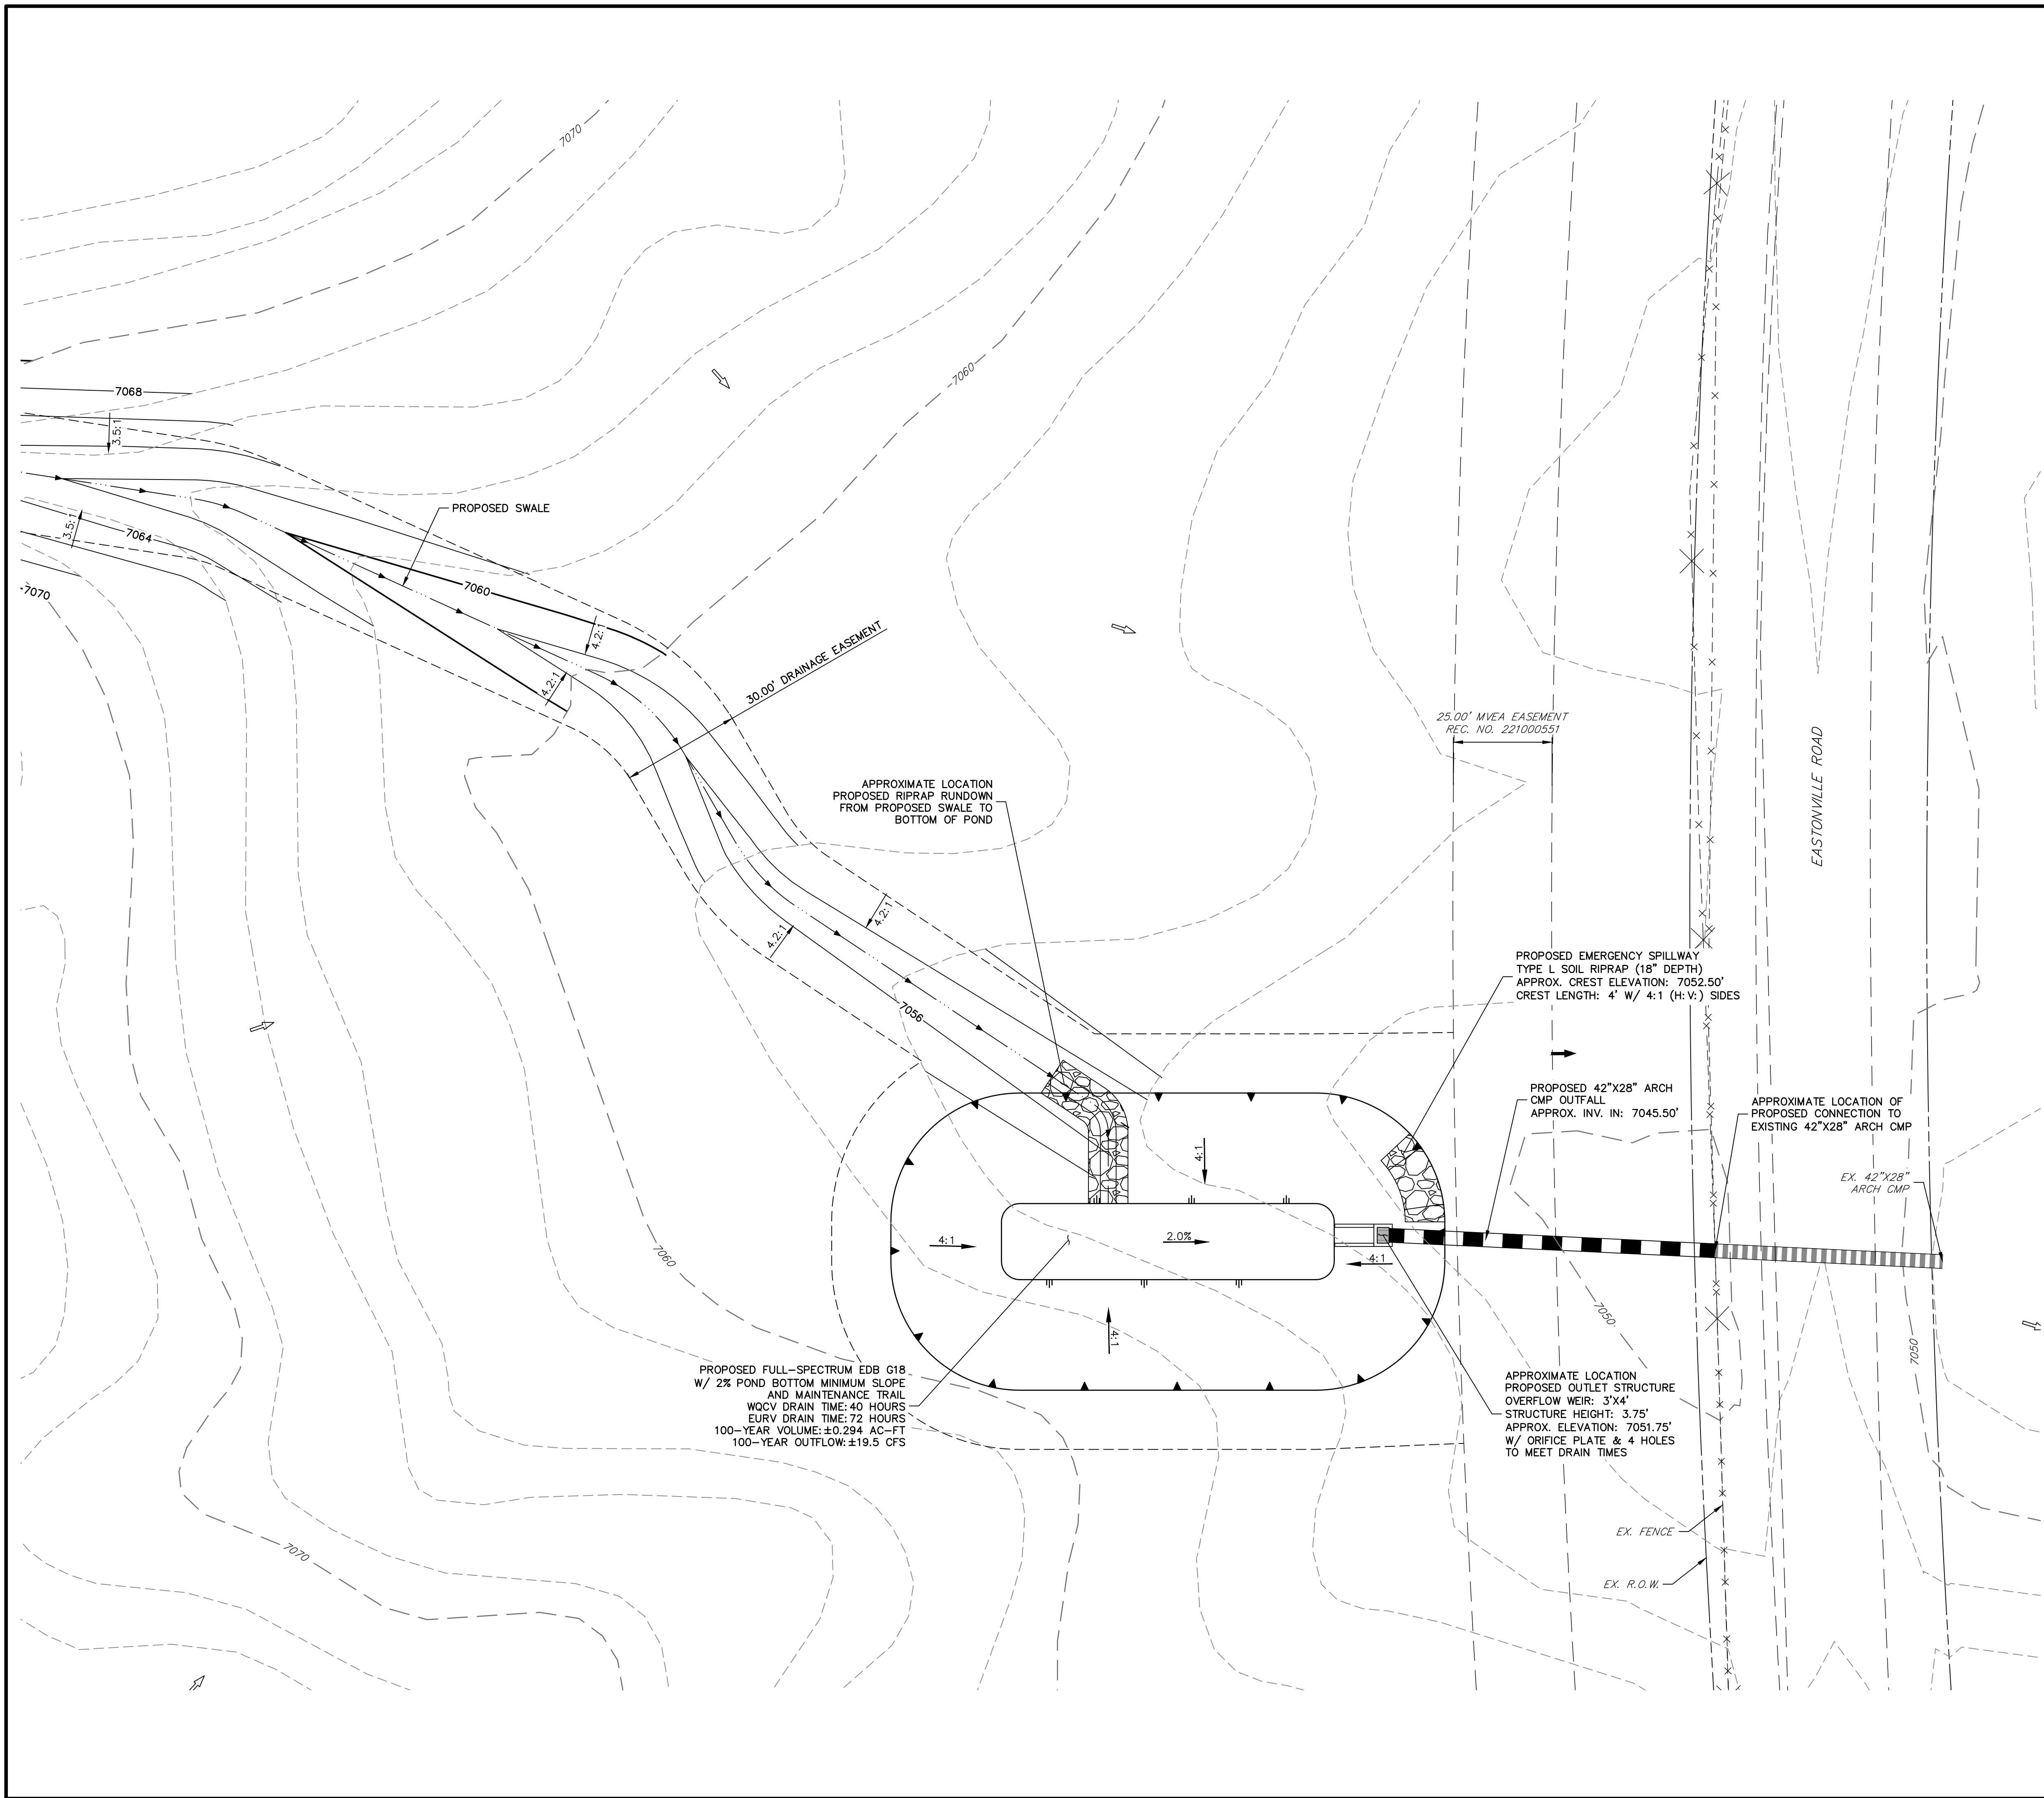 7070
7060
7068
3.5:1
PROPOSED SWALE
3.5:1
7064
7070
7060
4.2:1
4.2:1
30.00' DRAINAGE EASEMENT
25.00' MVEA EASEMENT
REC. NO. 221000551
EASTONVILLE ROAD
APPROXIMATE LOCATION
PROPOSED RIPRAP RUNDOWN
FROM PROPOSED SWALE TO
BOTTOM OF POND
4.2:1
4.2:1
7056
PROPOSED EMERGENCY SPILLWAY
TYPE L SOIL RIPRAP (18" DEPTH)
APPROX. CREST ELEVATION: 7052.50'
CREST LENGTH: 4' W/ 4:1 (H:V:) SIDES
PROPOSED 42"X28" ARCH
CMP OUTFALL
APPROX. INV. IN: 7045.50'
APPROXIMATE LOCATION OF
PROPOSED CONNECTION TO
EXISTING 42"X28" ARCH CMP
EX. 42"X28"
ARCH CMP
4:1
4:1
2.0%
4:1
4:1
7060
7050
7050
PROPOSED FULL-SPECTRUM EDB G18
W/ 2% POND BOTTOM MINIMUM SLOPE
AND MAINTENANCE TRAIL
WQCV DRAIN TIME: 40 HOURS
EURV DRAIN TIME: 72 HOURS
100-YEAR VOLUME: ±0.294 AC-FT
100-YEAR OUTFLOW: ±19.5 CFS
APPROXIMATE LOCATION
PROPOSED OUTLET STRUCTURE
OVERFLOW WEIR: 3'X4'
STRUCTURE HEIGHT: 3.75'
APPROX. ELEVATION: 7051.75'
W/ ORIFICE PLATE & 4 HOLES
TO MEET DRAIN TIMES
EX. FENCE
EX. R.O.W.
7070